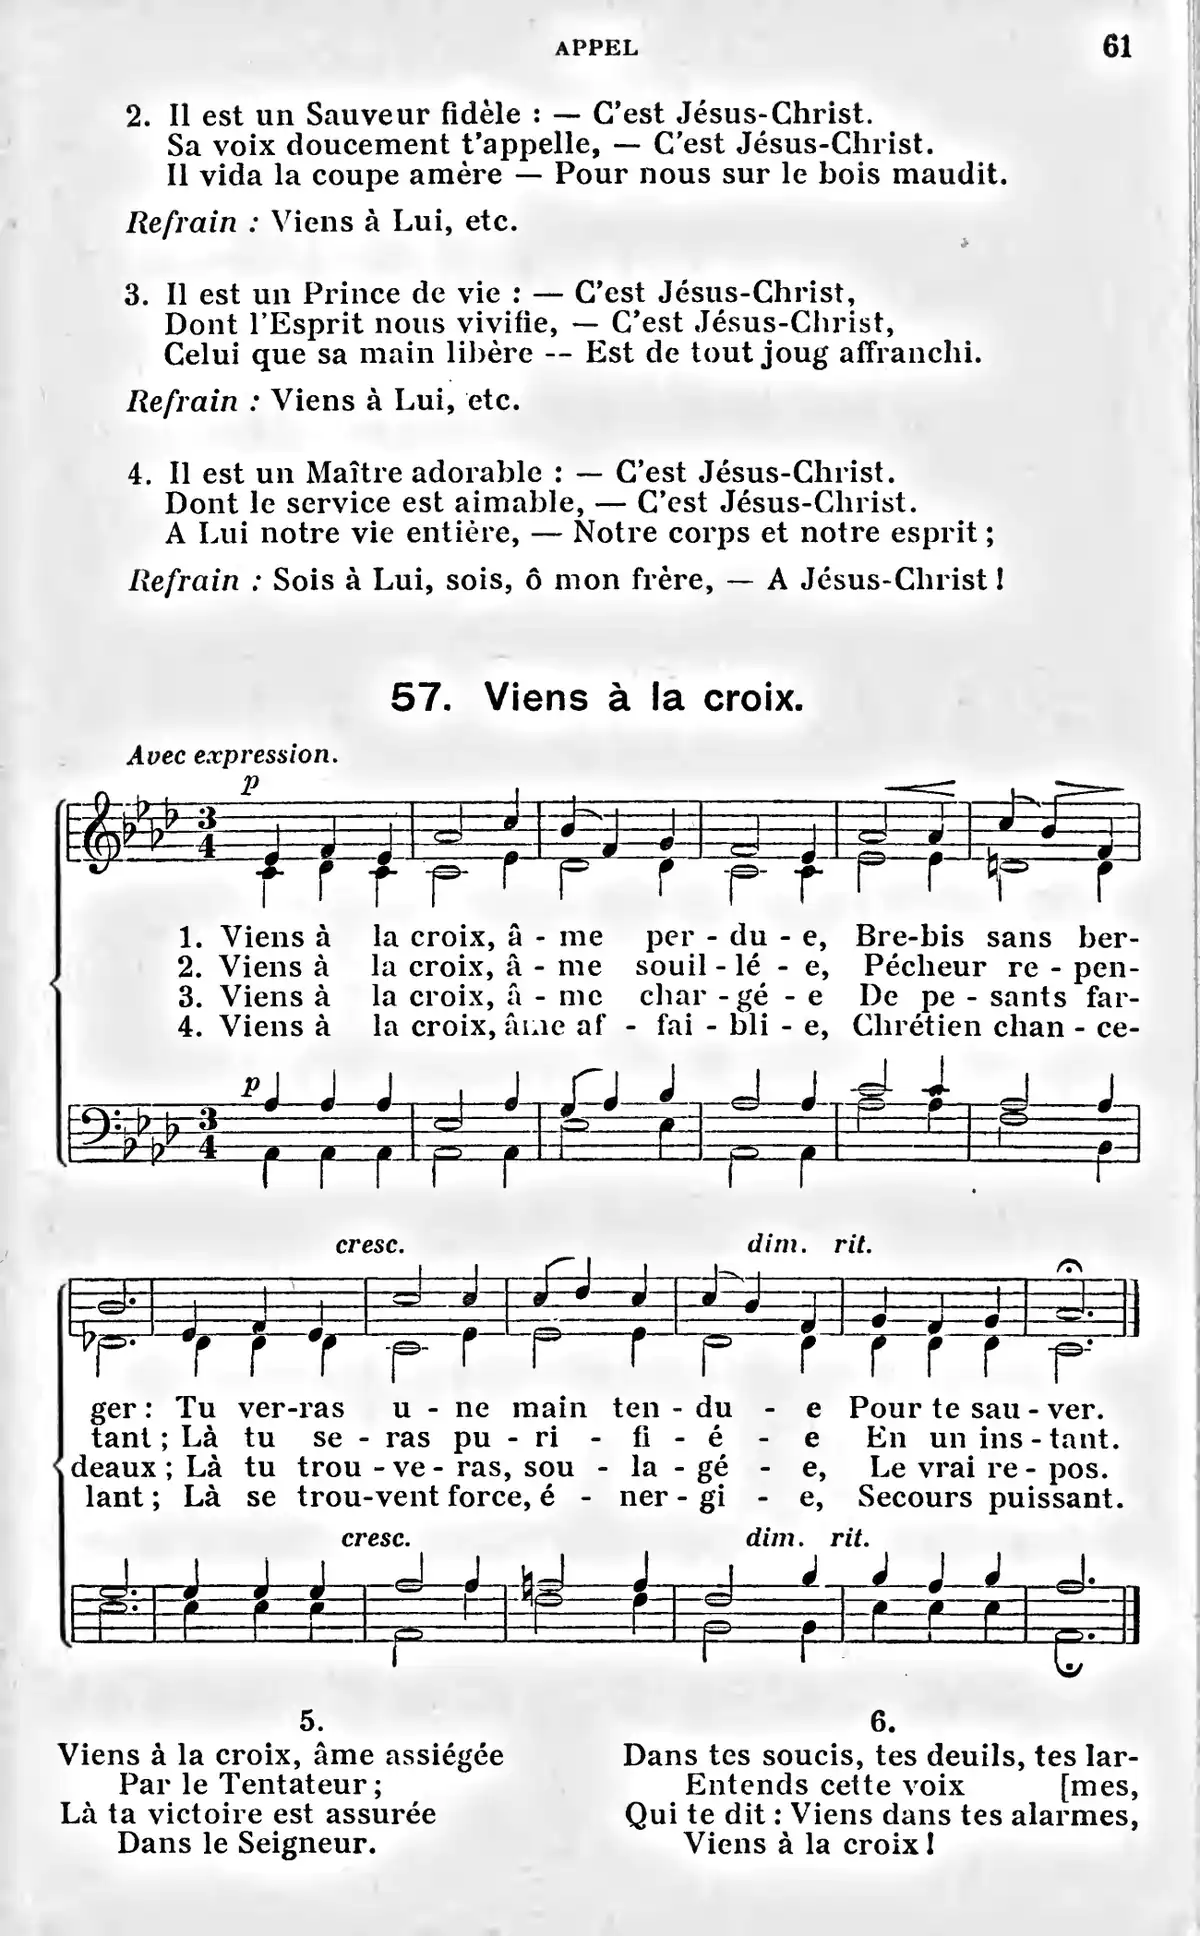 APPEL 61
2. Il est un Sauveur fidèle : — C'est Jésus-Christ.
Sa voix doucement t'appelle, — C'est Jésus-Christ.
Il vida la coupe amère — Pour nous sur le bois maudit.
Refrain : Viens à Lui, etc.
3. Il est un Prince de vie : — C'est Jésus-Christ,
Dont l'Esprit nous vivifie, — C'est Jésus-Christ,
Celui que sa main libère -- Est de tout joug affranchi.
Refrain : Viens à Lui, etc.
4. Il est un Maître adorable : — C'est Jésus-Christ.
Dont le service est aimable, — C'est Jésus-Christ.
A Lui notre vie entière, — Notre corps et notre esprit ;
Refrain : Sois à Lui, sois, ô mon frère, — A Jésus-Christ !
57. Viens à la croix.
Avec expression.
p
3
4
1. Viens à la croix, â - me per - du - e, Bre-bis sans ber-
2. Viens à la croix, â - me souil - lé - e, Pécheur re - pen-
3. Viens à la croix, â - me char - gé - e De pe - sants far-
4. Viens à la croix, âme af - fai - bli - e, Chrétien chan - ce-
p
3
4
cresc. dim. rit.
ger : Tu ver-ras u - ne main ten - du - e Pour te sau - ver.
tant ; Là tu se - ras pu - ri - fi - é - e En un ins - tant.
deaux ; Là tu trou - ve - ras, sou - la - gé - e, Le vrai re - pos.
lant ; Là se trou-vent force, é - ner - gi - e, Secours puissant.
cresc. dim. rit.
5.
Viens à la croix, âme assiégée
Par le Tentateur ;
Là ta victoire est assurée
Dans le Seigneur.
6.
Dans tes soucis, tes deuils, tes lar-
Entends cette voix [mes,
Qui te dit : Viens dans tes alarmes,
Viens à la croix !